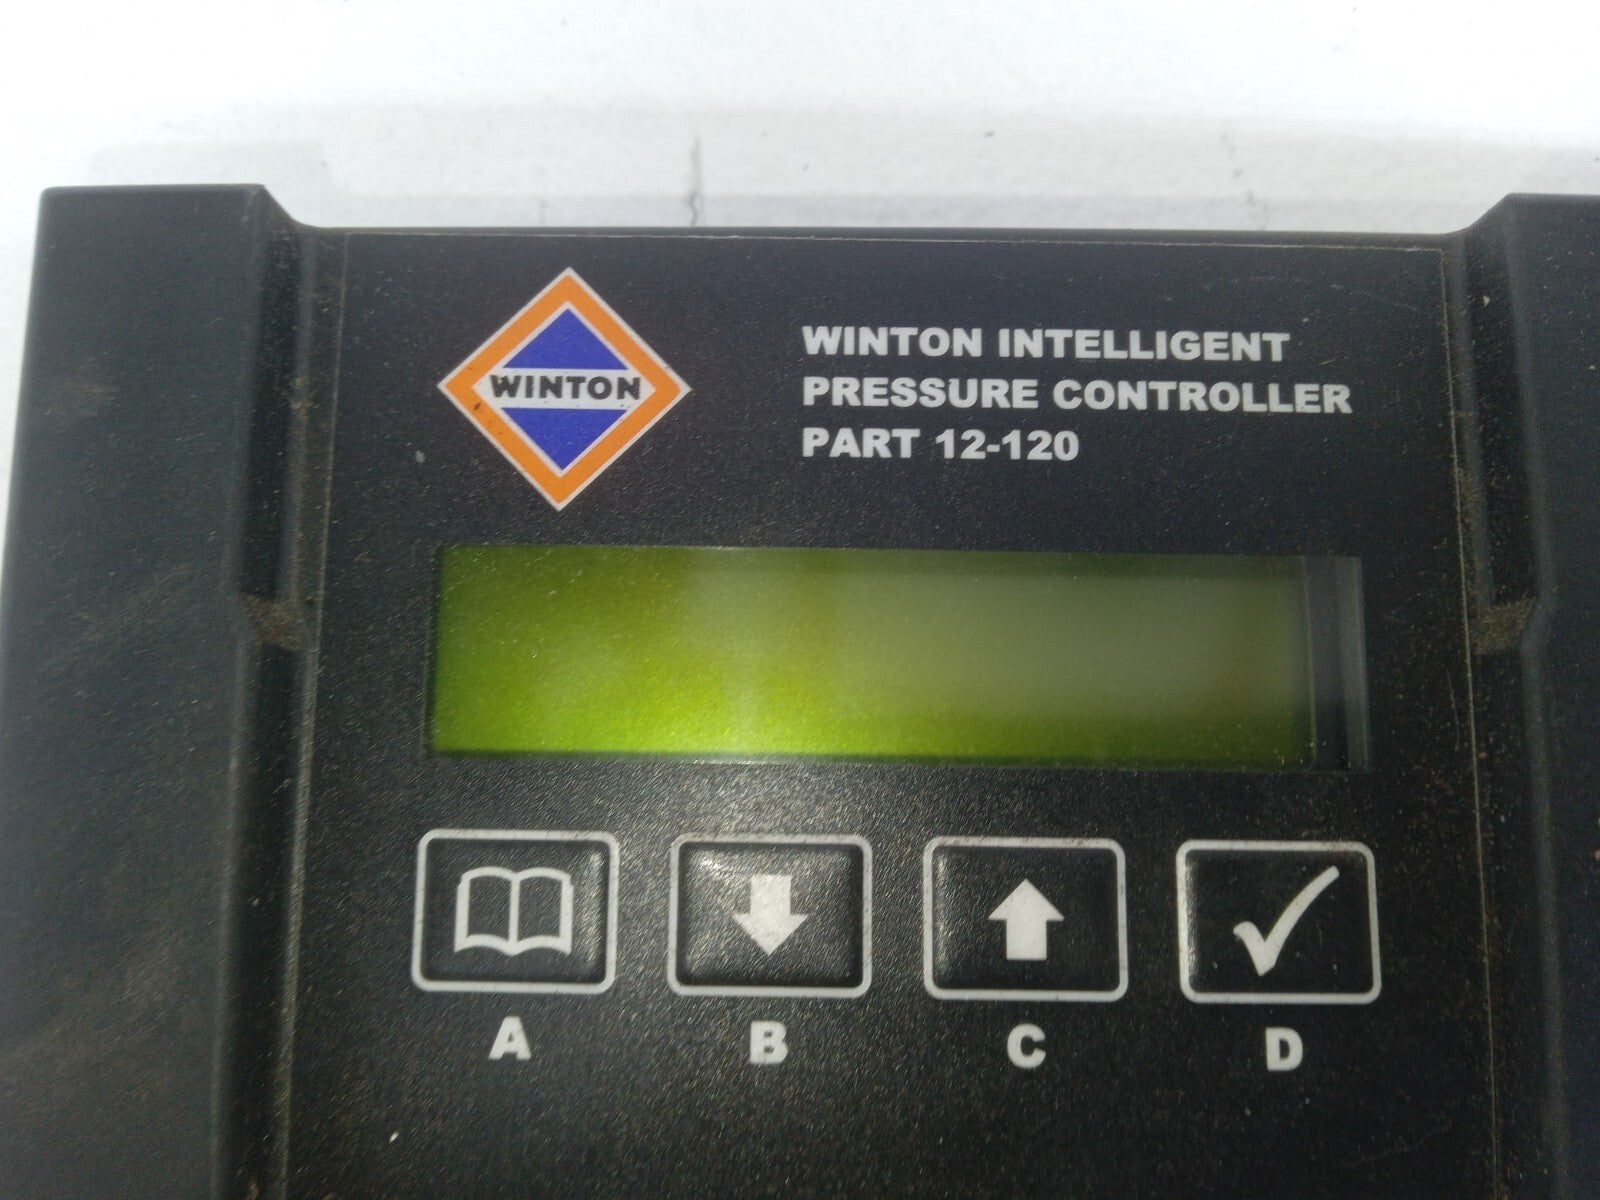 WINTON
WINTON INTELLIGENT
PRESSURE CONTROLLER
PART 12-120
A B C D